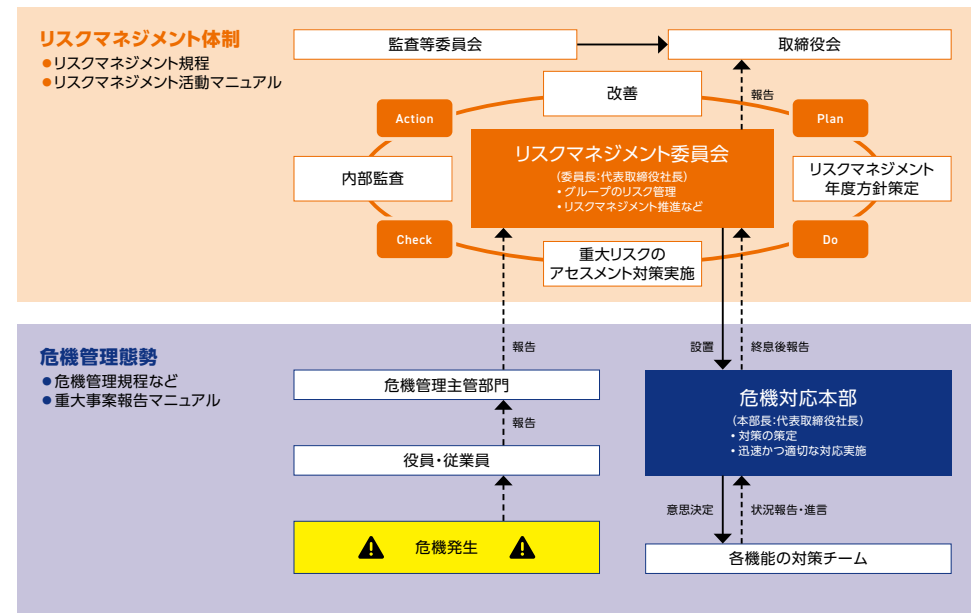 リスクマネジメント体制
●リスクマネジメント規程
●リスクマネジメント活動マニュアル
監査等委員会
取締役会
報告
改善
Action
Plan
リスクマネジメント委員会
(委員長:代表取締役社長)
・グループのリスク管理
・リスクマネジメント推進など
内部監査
リスクマネジメント
年度方針策定
Check
Do
重大リスクの
アセスメント対策実施
危機管理態勢
●危機管理規程など
●重大事案報告マニュアル
報告
設置
終息後報告
危機管理主管部門
報告
危機対応本部
(本部長:代表取締役社長)
・対策の策定
・迅速かつ適切な対応実施
役員・従業員
意思決定
状況報告・進言
危機発生
各機能の対策チーム